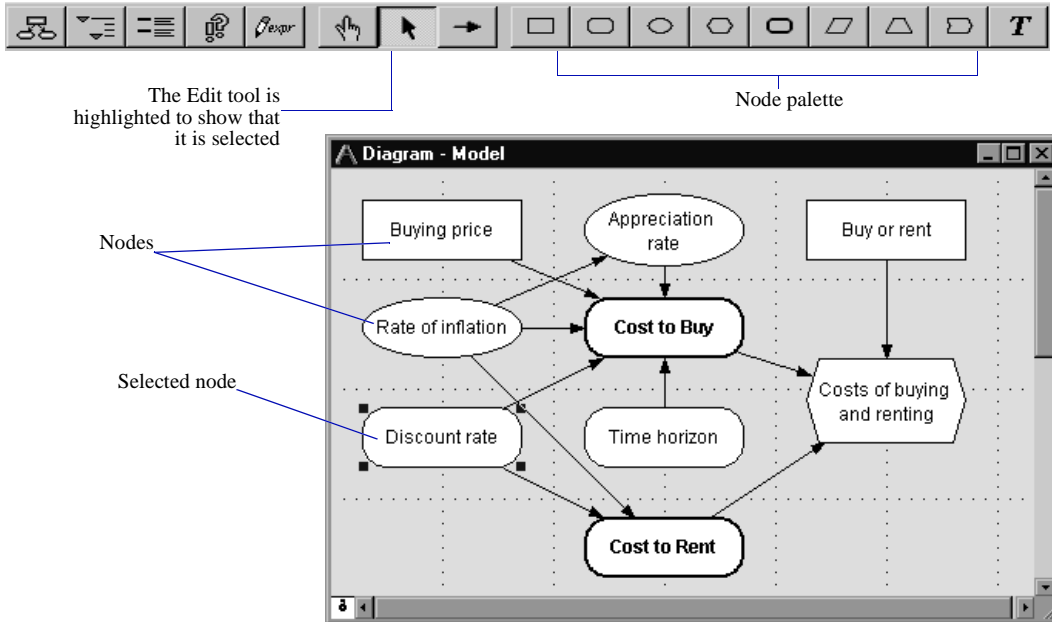 expr
T
The Edit tool is
highlighted to show that
it is selected
Node palette
Diagram - Model
Nodes
Buying price
Appreciation
rate
Buy or rent
Rate of inflation
Cost to Buy
Selected node
Costs of buying
and renting
Discount rate
Time horizon
Cost to Rent